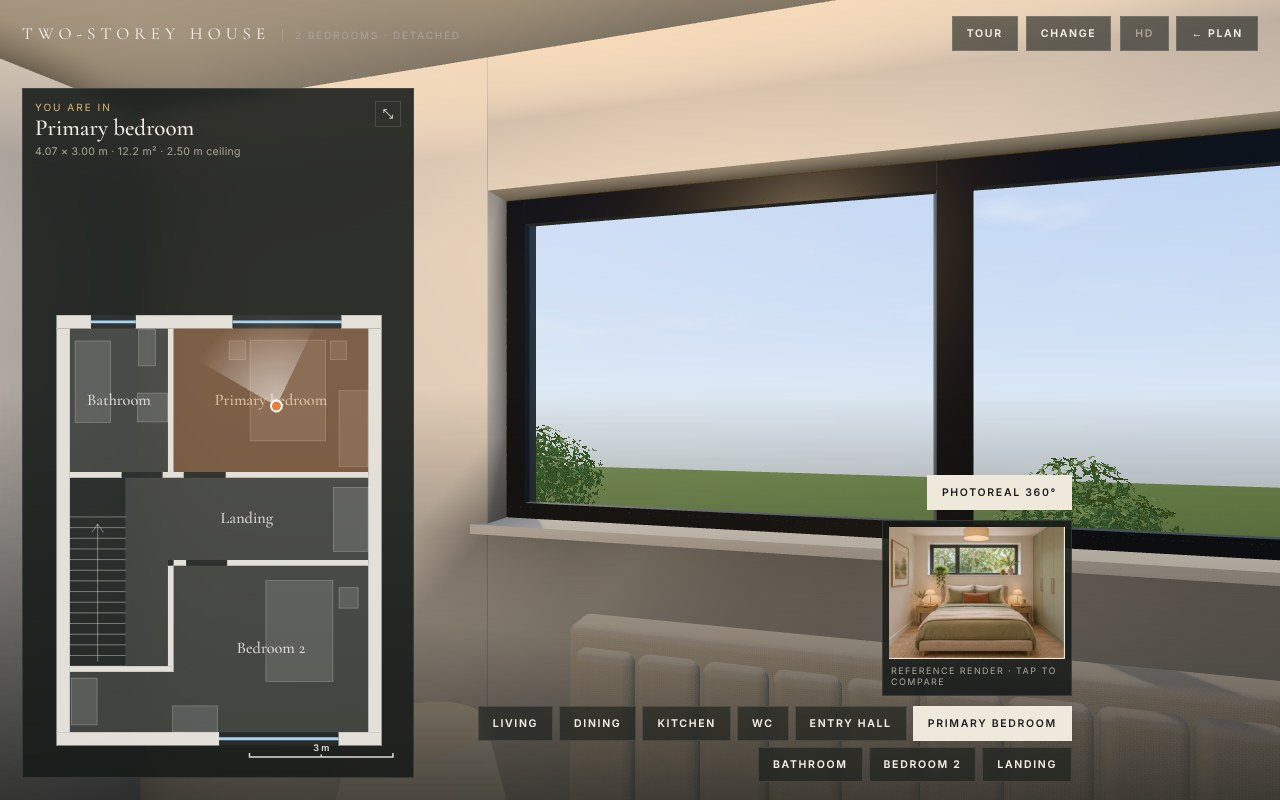 TWO-STOREY HOUSE | 2 BEDROOMS · DETACHED
TOUR
CHANGE
HD
← PLAN
YOU ARE IN
Primary bedroom
4.07 × 3.00 m · 12.2 m² · 2.50 m ceiling
Bathroom
Primary bedroom
Landing
Bedroom 2
3 m
PHOTOREAL 360°
REFERENCE RENDER · TAP TO
COMPARE
LIVING
DINING
KITCHEN
WC
ENTRY HALL
PRIMARY BEDROOM
BATHROOM
BEDROOM 2
LANDING